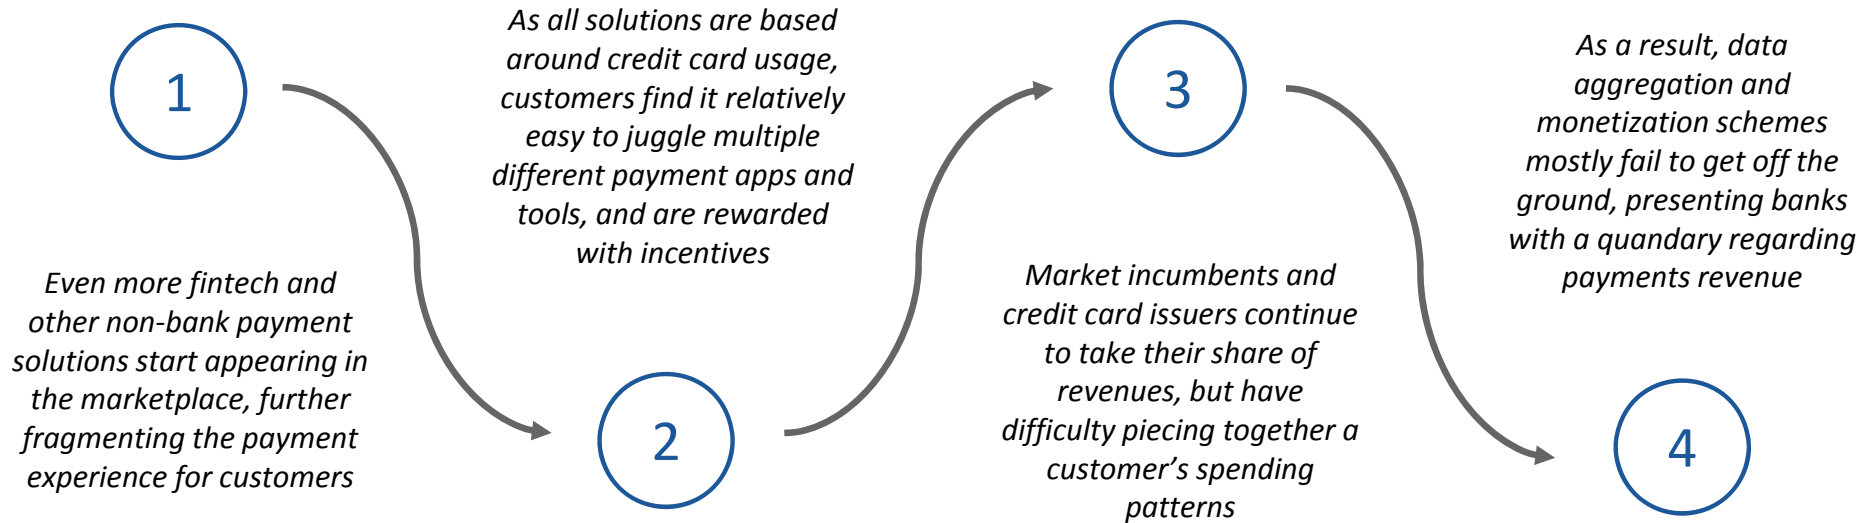 1
Even more fintech and
other non-bank payment
solutions start appearing in
the marketplace, further
fragmenting the payment
experience for customers
As all solutions are based
around credit card usage,
customers find it relatively
easy to juggle multiple
different payment apps and
tools, and are rewarded
with incentives
2
3
Market incumbents and
credit card issuers continue
to take their share of
revenues, but have
difficulty piecing together a
customer’s spending
patterns
As a result, data
aggregation and
monetization schemes
mostly fail to get off the
ground, presenting banks
with a quandary regarding
payments revenue
4